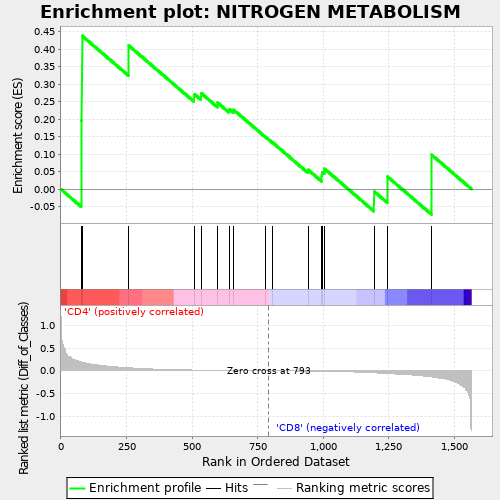 Enrichment plot: NITROGEN METABOLISM
Enrichment score (ES)
0.45
0.40
0.35
0.30
0.25
0.20
0.15
0.10
0.05
0.00
-0.05
Ranked list metric (Diff_of_Classes)
'CD4' (positively correlated)
1.0
0.5
0.0
-0.5
-1.0
Zero cross at 793
'CD8' (negatively correlated)
0 250 500 750 1,000 1,250 1,500
Rank in Ordered Dataset
Enrichment profile Hits Ranking metric scores